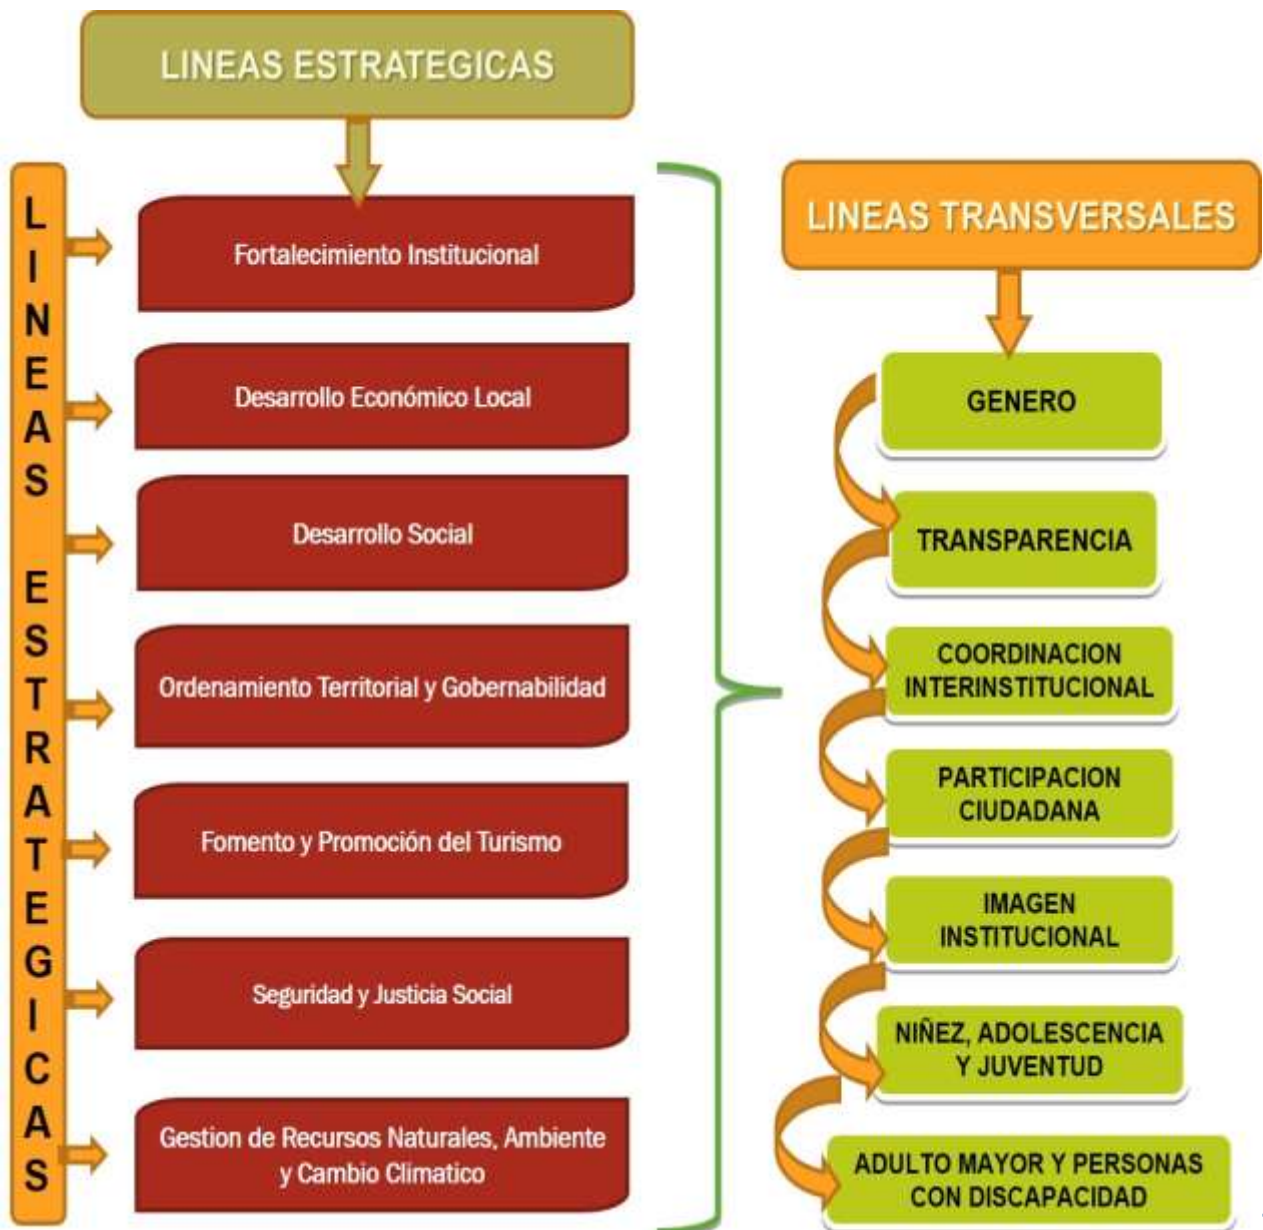 LINEAS ESTRATEGICAS
LINEAS ESTRATEGICAS
Fortalecimiento Institucional
Desarrollo Económico Local
Desarrollo Social
Ordenamiento Territorial y Gobernabilidad
Fomento y Promoción del Turismo
Seguridad y Justicia Social
Gestion de Recursos Naturales, Ambiente
y Cambio Climatico
LINEAS TRANSVERSALES
GENERO
TRANSPARENCIA
COORDINACION
INTERINSTITUCIONAL
PARTICIPACION
CIUDADANA
IMAGEN
INSTITUCIONAL
NIÑEZ, ADOLESCENCIA
Y JUVENTUD
ADULTO MAYOR Y PERSONAS
CON DISCAPACIDAD